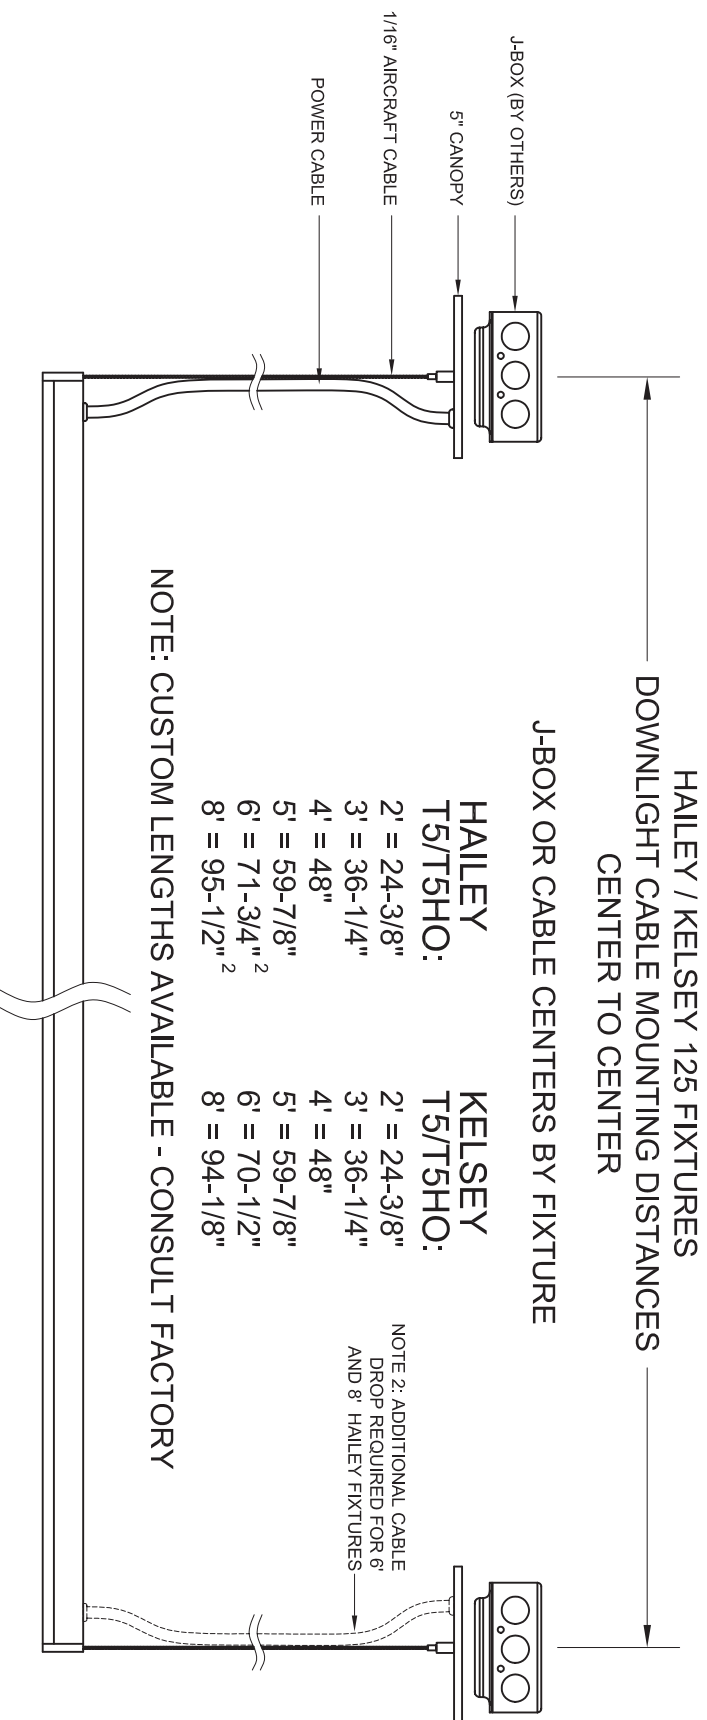 HAILEY / KELSEY 125 FIXTURES
DOWNLIGHT CABLE MOUNTING DISTANCES
CENTER TO CENTER
J-BOX OR CABLE CENTERS BY FIXTURE
J-BOX (BY OTHERS)
5" CANOPY
1/16" AIRCRAFT CABLE
POWER CABLE
HAILEY
T5/T5HO:
2' = 24-3/8"
3' = 36-1/4"
4' = 48"
5' = 59-7/8"
6' = 71-3/4" 2
8' = 95-1/2" 2
KELSEY
T5/T5HO:
2' = 24-3/8"
3' = 36-1/4"
4' = 48"
5' = 59-7/8"
6' = 70-1/2"
8' = 94-1/8"
NOTE 2: ADDITIONAL CABLE
DROP REQUIRED FOR 6'
AND 8' HAILEY FIXTURES
NOTE: CUSTOM LENGTHS AVAILABLE - CONSULT FACTORY